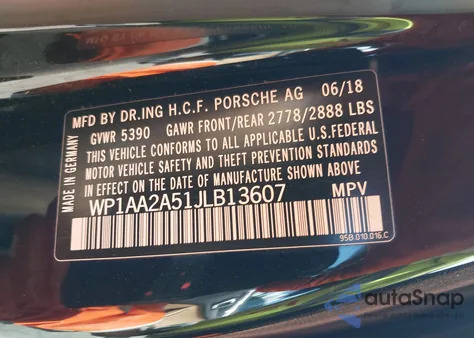 MFD BY DR.ING H.C.F. PORSCHE AG 06/18
GVWR 5390 GAWR FRONT/REAR 2778/2888 LBS
THIS VEHICLE CONFORMS TO ALL APPLICABLE U.S.FEDERAL
MOTOR VEHICLE SAFETY AND THEFT PREVENTION STANDARDS
IN EFFECT ON THE DATE OF MANUFACTURE SHOWN ABOVE
WP1AA2A51JLB13607 MPV
MADE IN GERMANY
95B.010.016.C
autoSnap